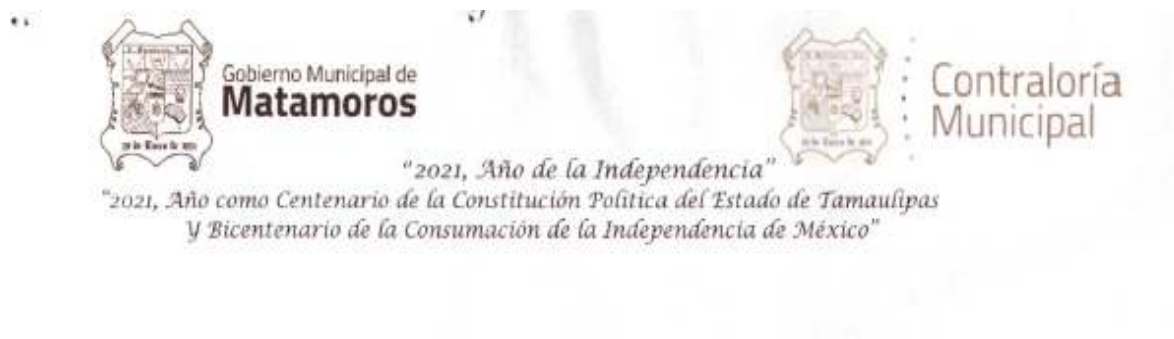 Gobierno Municipal de
Matamoros
Contraloría
Municipal
"2021, Año de la Independencia"
"2021, Año como Centenario de la Constitución Política del Estado de Tamaulipas
Y Bicentenario de la Consumación de la Independencia de México"